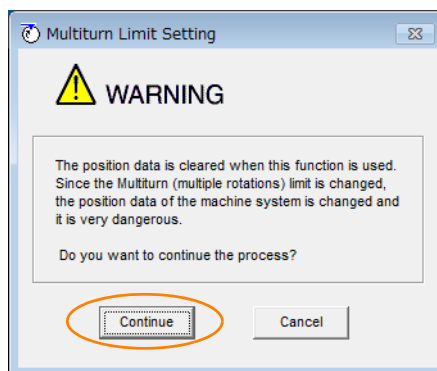 Multiturn Limit Setting
WARNING
The position data is cleared when this function is used.
Since the Multiturn (multiple rotations) limit is changed,
the position data of the machine system is changed and
it is very dangerous.
Do you want to continue the process?
Continue
Cancel